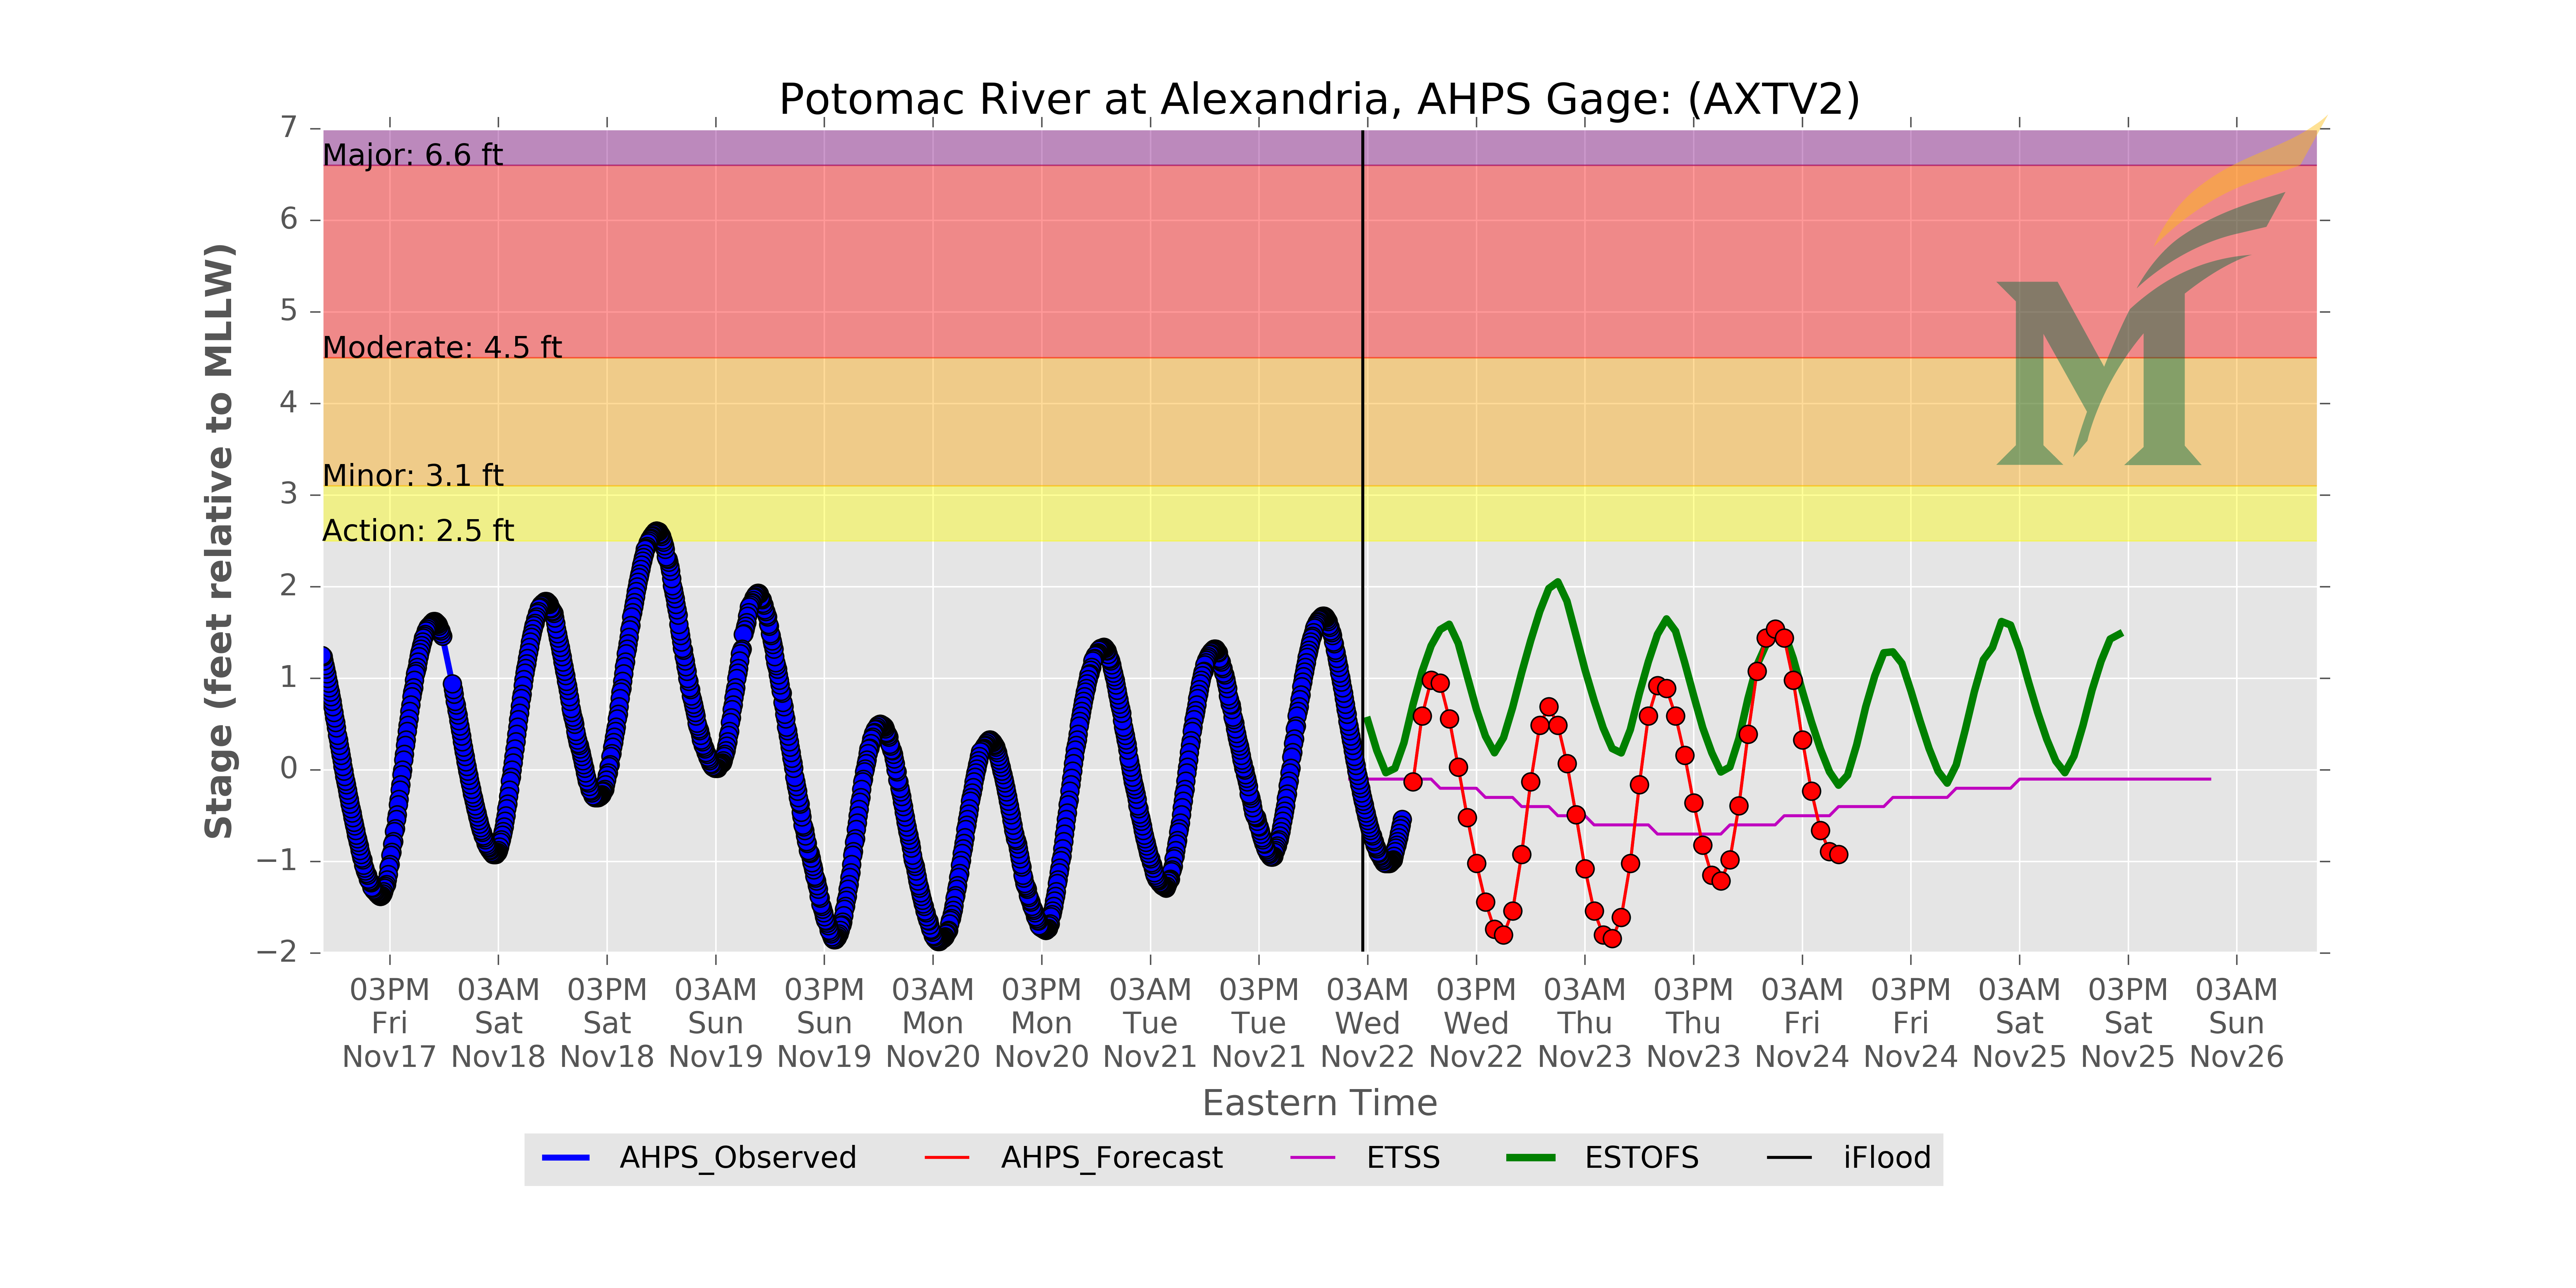 Potomac River at Alexandria, AHPS Gage: (AXTV2)
Stage (feet relative to MLLW)
7
6
5
4
3
2
1
0
−1
−2
Major: 6.6 ft
Moderate: 4.5 ft
Minor: 3.1 ft
Action: 2.5 ft
M
03PM Fri Nov17
03AM Sat Nov18
03PM Sat Nov18
03AM Sun Nov19
03PM Sun Nov19
03AM Mon Nov20
03PM Mon Nov20
03AM Tue Nov21
03PM Tue Nov21
03AM Wed Nov22
03PM Wed Nov22
03AM Thu Nov23
03PM Thu Nov23
03AM Fri Nov24
03PM Fri Nov24
03AM Sat Nov25
03PM Sat Nov25
03AM Sun Nov26
Eastern Time
AHPS_Observed
AHPS_Forecast
ETSS
ESTOFS
iFlood